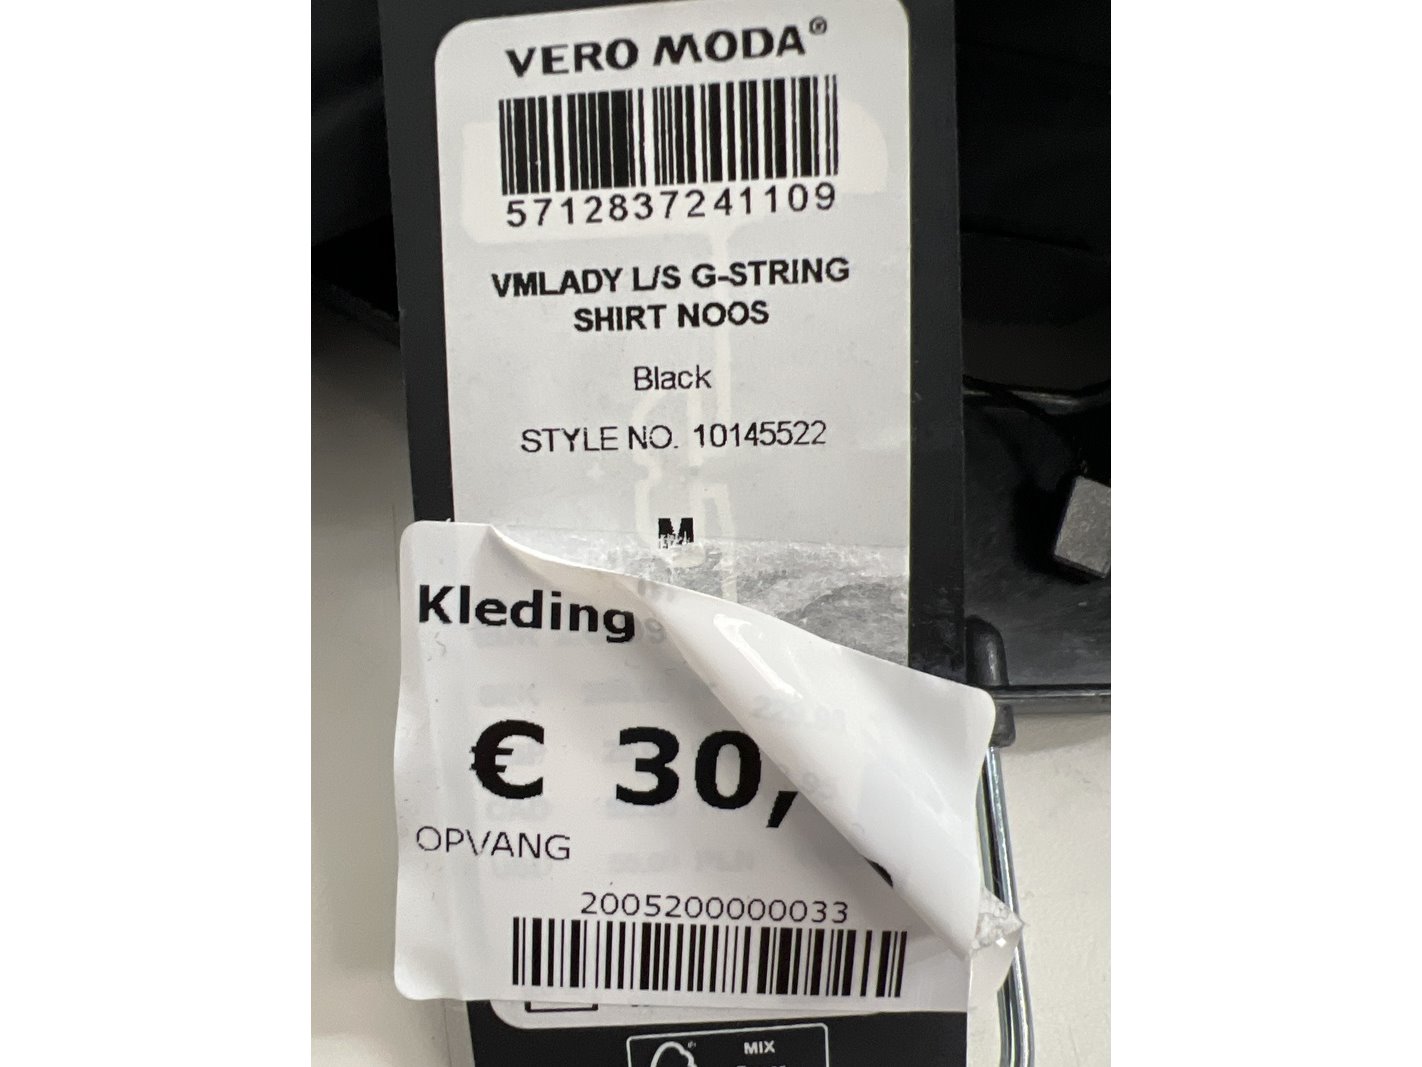 VERO MODA®
5712837241109
VMLADY L/S G-STRING
SHIRT NOOS
Black
STYLE NO. 10145522
M
Kleding
€ 30,
OPVANG
2005200000033
MIX